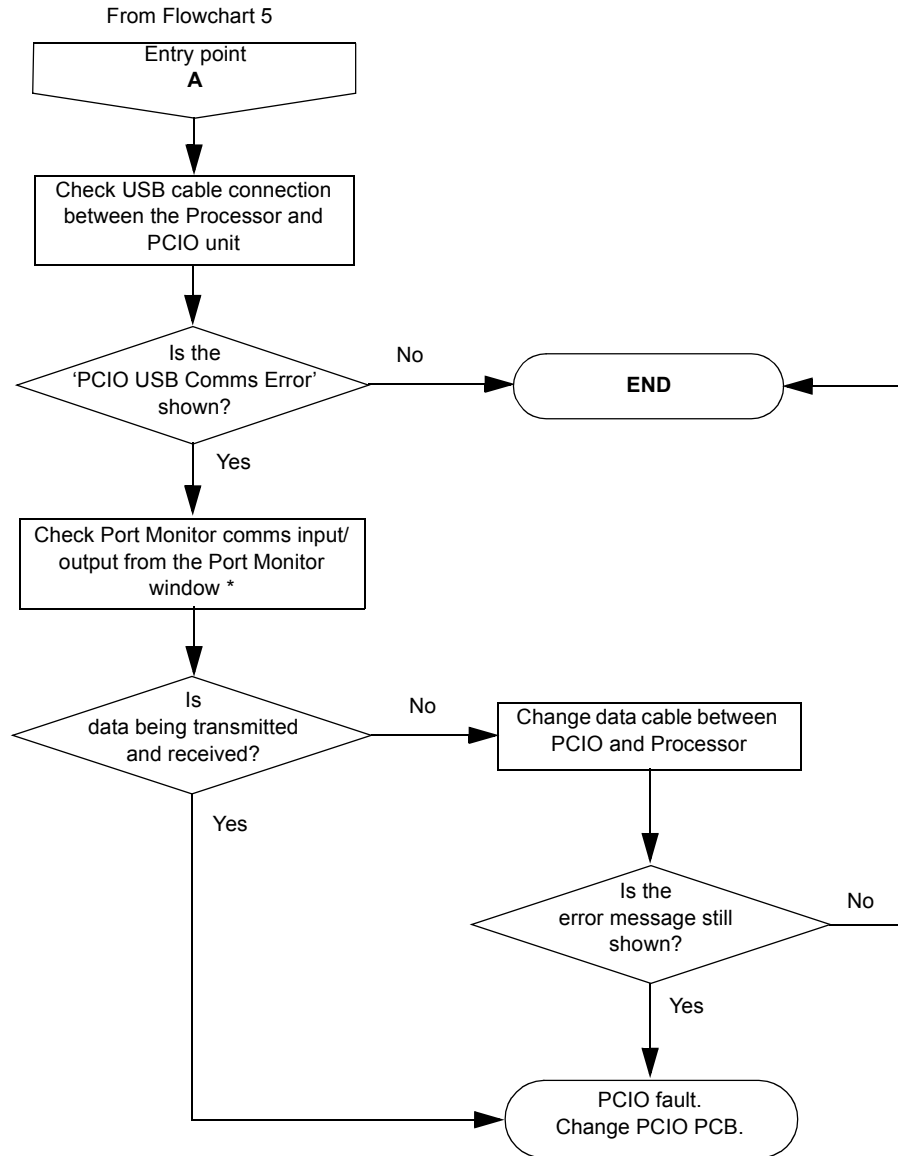 From Flowchart 5
Entry point
A
Check USB cable connection
between the Processor and
PCIO unit
Is the
‘PCIO USB Comms Error’
shown?
No
END
Yes
Check Port Monitor comms input/
output from the Port Monitor
window *
Is
data being transmitted
and received?
No
Change data cable between
PCIO and Processor
Yes
Is the
error message still
shown?
No
Yes
PCIO fault.
Change PCIO PCB.